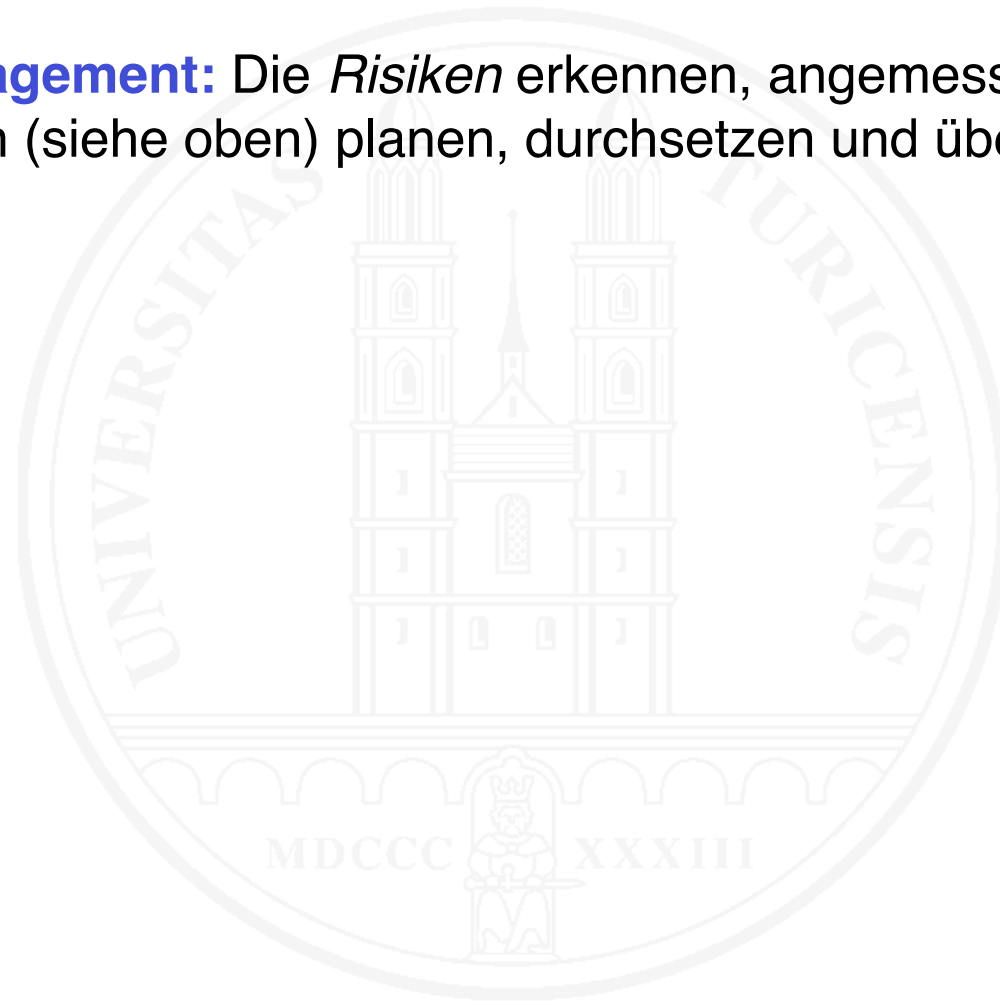 agement: Die Risiken erkennen, angemess
n (siehe oben) planen, durchsetzen und übe
UNIVERSITAS TURICENSIS
MDCCC XXXIII